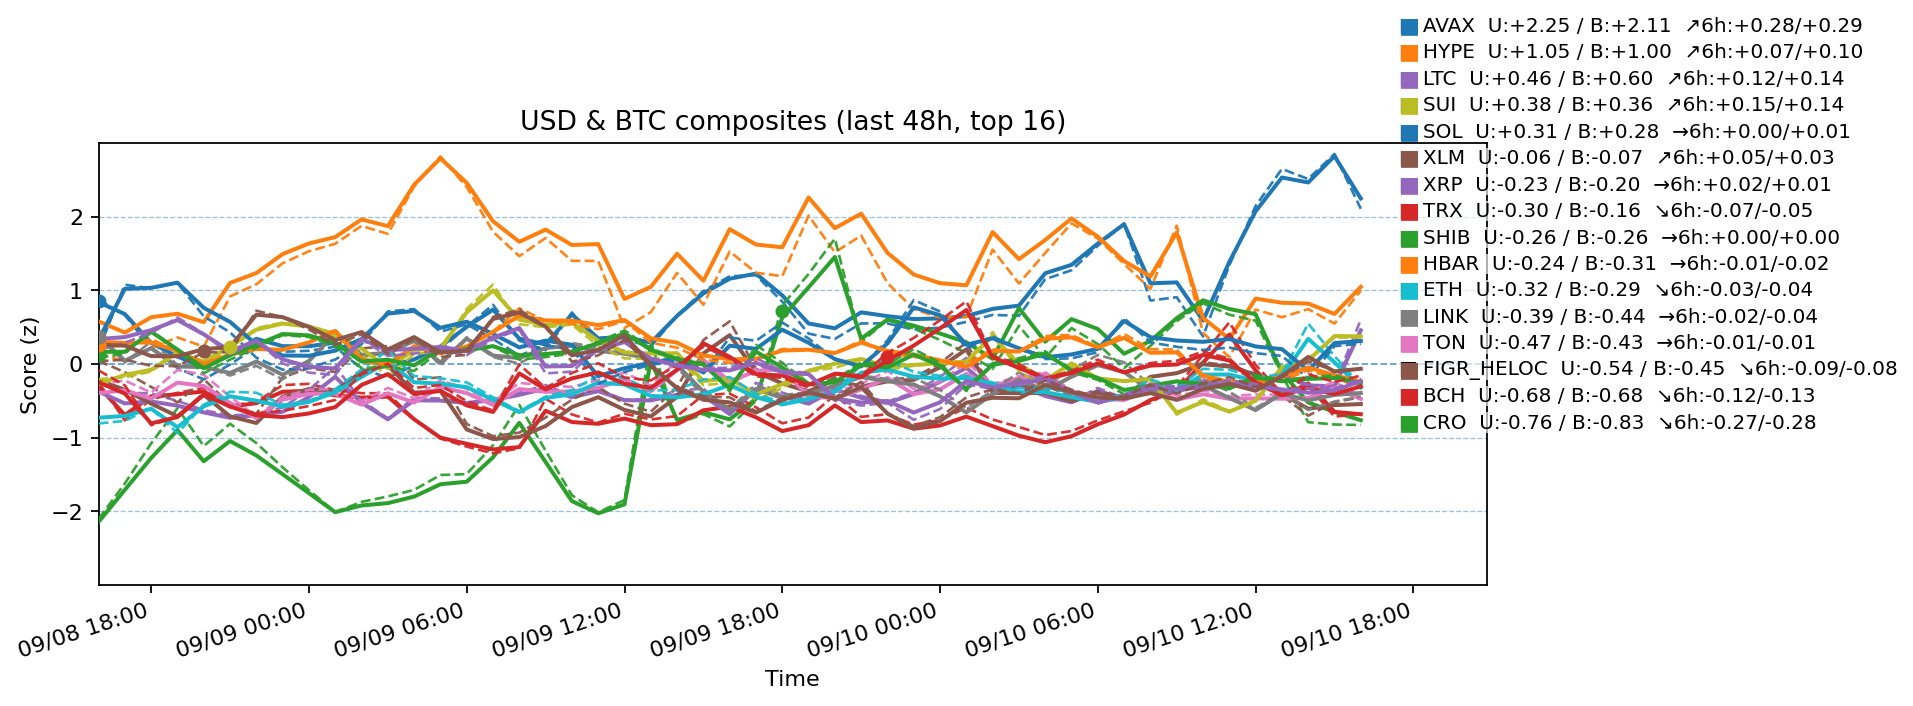 AVAX  U:+2.25 / B:+2.11  ↗6h:+0.28/+0.29
HYPE  U:+1.05 / B:+1.00  ↗6h:+0.07/+0.10
LTC  U:+0.46 / B:+0.60  ↗6h:+0.12/+0.14
SUI  U:+0.38 / B:+0.36  ↗6h:+0.15/+0.14
SOL  U:+0.31 / B:+0.28  →6h:+0.00/+0.01
XLM  U:-0.06 / B:-0.07  ↗6h:+0.05/+0.03
XRP  U:-0.23 / B:-0.20  →6h:+0.02/+0.01
TRX  U:-0.30 / B:-0.16  ↘6h:-0.07/-0.05
SHIB  U:-0.26 / B:-0.26  →6h:+0.00/+0.00
HBAR  U:-0.24 / B:-0.31  →6h:-0.01/-0.02
ETH  U:-0.32 / B:-0.29  ↘6h:-0.03/-0.04
LINK  U:-0.39 / B:-0.44  →6h:-0.02/-0.04
TON  U:-0.47 / B:-0.43  →6h:-0.01/-0.01
FIGR_HELOC  U:-0.54 / B:-0.45  ↘6h:-0.09/-0.08
BCH  U:-0.68 / B:-0.68  ↘6h:-0.12/-0.13
CRO  U:-0.76 / B:-0.83  ↘6h:-0.27/-0.28
USD & BTC composites (last 48h, top 16)
Score (z)
2
1
0
−1
−2
09/08 18:00
09/09 00:00
09/09 06:00
09/09 12:00
09/09 18:00
09/10 00:00
09/10 06:00
09/10 12:00
09/10 18:00
Time